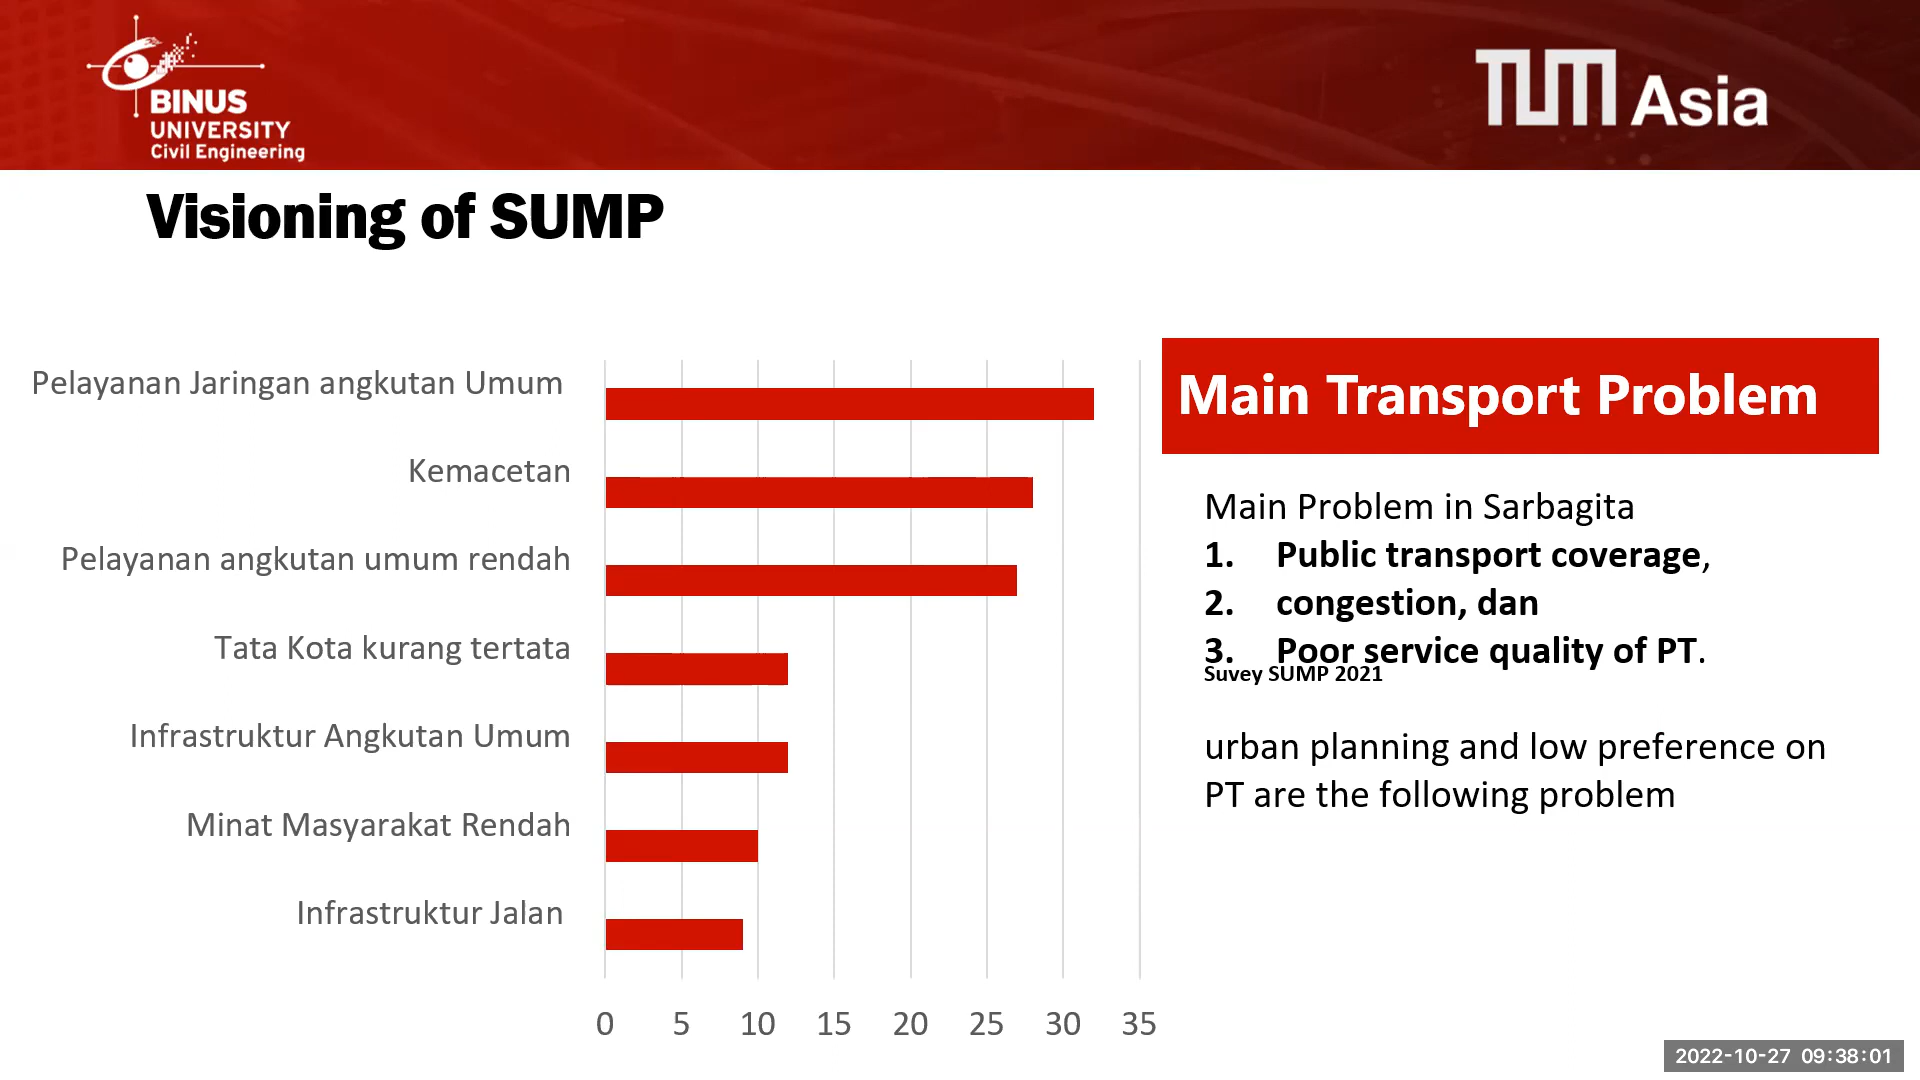 BINUS
UNIVERSITY
Civil Engineering
TUM Asia
Visioning of SUMP
Pelayanan Jaringan angkutan Umum
Kemacetan
Pelayanan angkutan umum rendah
Tata Kota kurang tertata
Infrastruktur Angkutan Umum
Minat Masyarakat Rendah
Infrastruktur Jalan
0 5 10 15 20 25 30 35
Main Transport Problem
Main Problem in Sarbagita
1. Public transport coverage,
2. congestion, dan
3. Poor service quality of PT.
Suvey SUMP 2021
urban planning and low preference on
PT are the following problem
2022-10-27 09:38:01